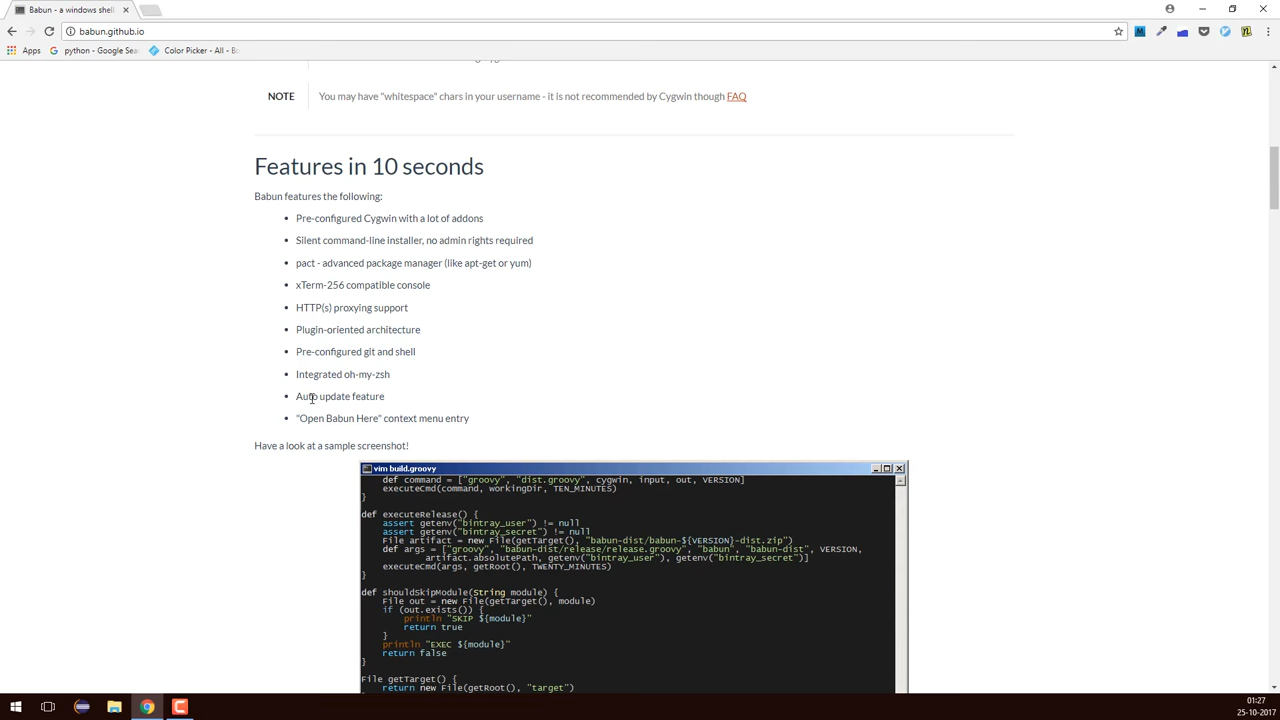 Babun - a windows shell
babun.github.io
Apps
python - Google Sea
Color Picker - All - Bo
NOTE
You may have "whitespace" chars in your username - it is not recommended by Cygwin though FAQ
Features in 10 seconds
Babun features the following:
• Pre-configured Cygwin with a lot of addons
• Silent command-line installer, no admin rights required
• pact - advanced package manager (like apt-get or yum)
• xTerm-256 compatible console
• HTTP(s) proxying support
• Plugin-oriented architecture
• Pre-configured git and shell
• Integrated oh-my-zsh
• Auto update feature
• "Open Babun Here" context menu entry
Have a look at a sample screenshot!
vim build.groovy
def command = ["groovy", "dist.groovy", cygwin, input, out, VERSION]
executeCmd(command, workingDir, TEN_MINUTES)
}
def executeRelease() {
assert getenv("bintray_user") != null
assert getenv("bintray_secret") != null
File artifact = new File(getTarget(), "babun-dist/babun-${VERSION}-dist.zip")
def args = ["groovy", "babun-dist/release/release.groovy", "babun", "babun-dist", VERSION,
artifact.absolutePath, getenv("bintray_user"), getenv("bintray_secret")]
executeCmd(args, getRoot(), TWENTY_MINUTES)
}
def shouldSkipModule(String module) {
File out = new File(getTarget(), module)
if (out.exists()) {
println "SKIP ${module}"
return true
}
println "EXEC ${module}"
return false
}
File getTarget() {
return new File(getRoot(), "target")
01:27
25-10-2017